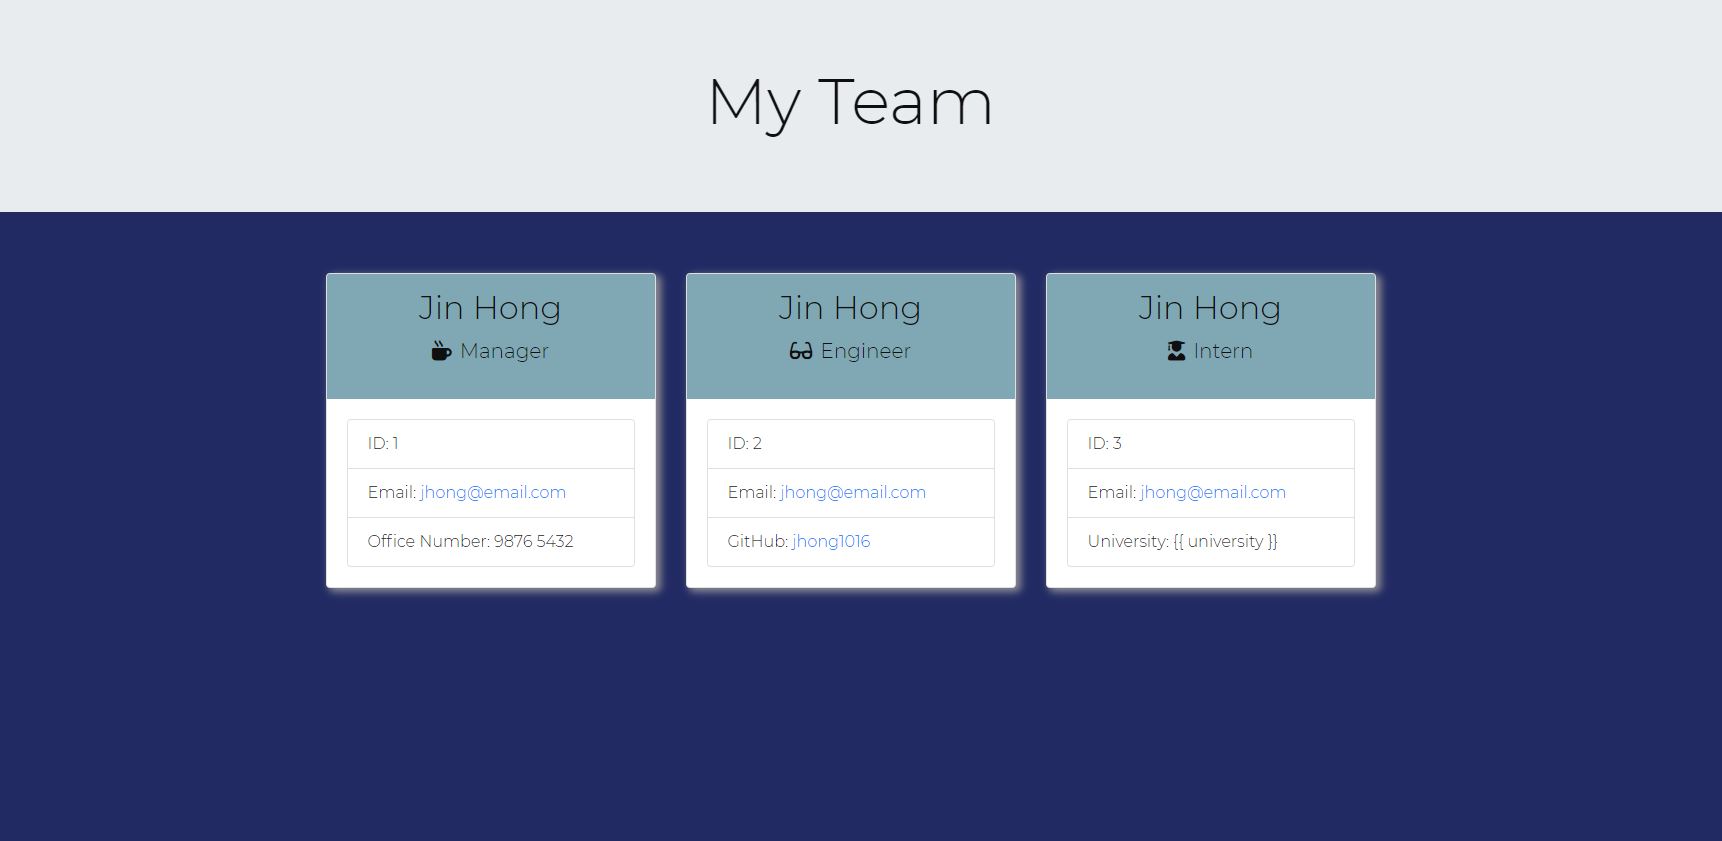 My Team
Jin Hong
Manager
ID: 1
Email: jhong@email.com
Office Number: 9876 5432
Jin Hong
Engineer
ID: 2
Email: jhong@email.com
GitHub: jhong1016
Jin Hong
Intern
ID: 3
Email: jhong@email.com
University: {{ university }}